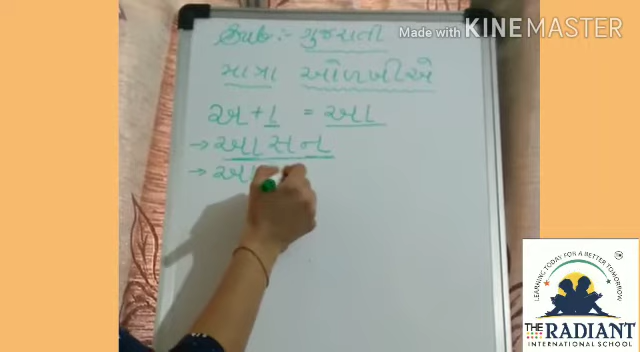 Sub:- ગુજરાતી
Made With KINEMASTER
માત્રા ઓળખીએ
અ + ા = આ
→ આસન
→ આ
LEARNING TODAY FOR A BETTER TOMORROW
THE RADIANT
INTERNATIONAL SCHOOL